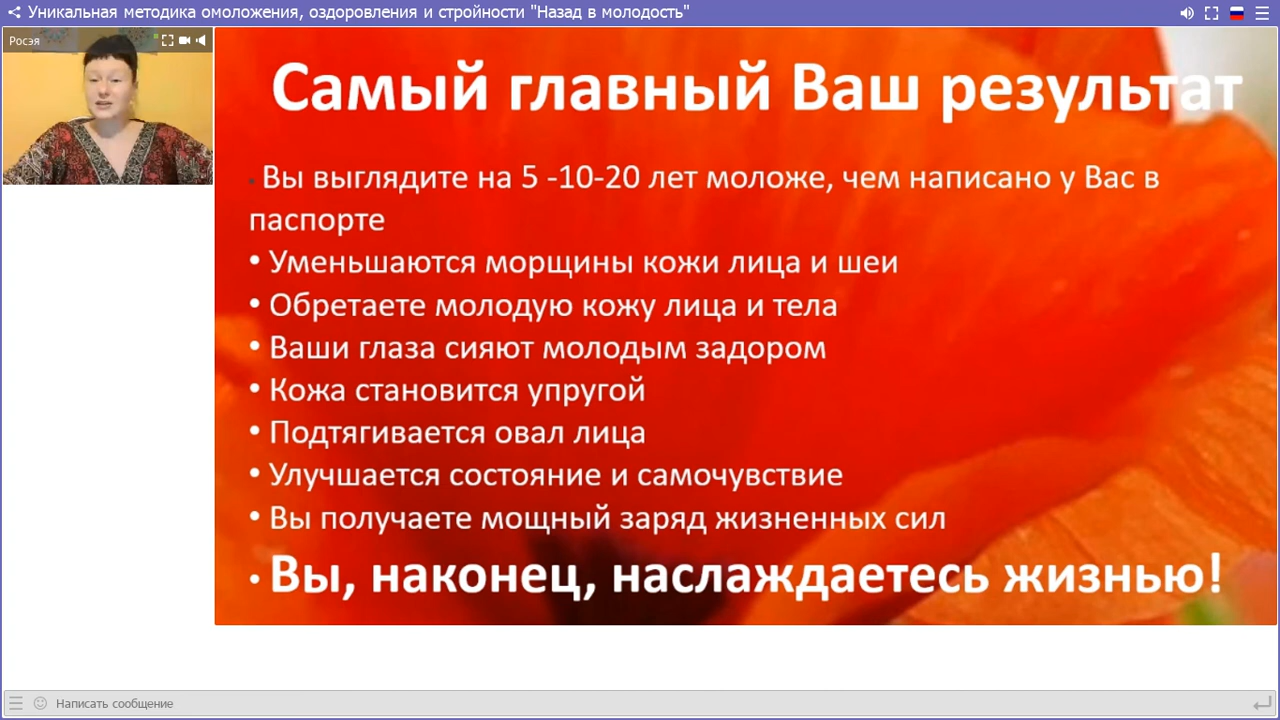 Уникальная методика омоложения, оздоровления и стройности "Назад в молодость"
Росэя
Самый главный Ваш результат
• Вы выглядите на 5 -10-20 лет моложе, чем написано у Вас в
паспорте
• Уменьшаются морщины кожи лица и шеи
• Обретаете молодую кожу лица и тела
• Ваши глаза сияют молодым задором
• Кожа становится упругой
• Подтягивается овал лица
• Улучшается состояние и самочувствие
• Вы получаете мощный заряд жизненных сил
• Вы, наконец, наслаждаетесь жизнью!
Написать сообщение